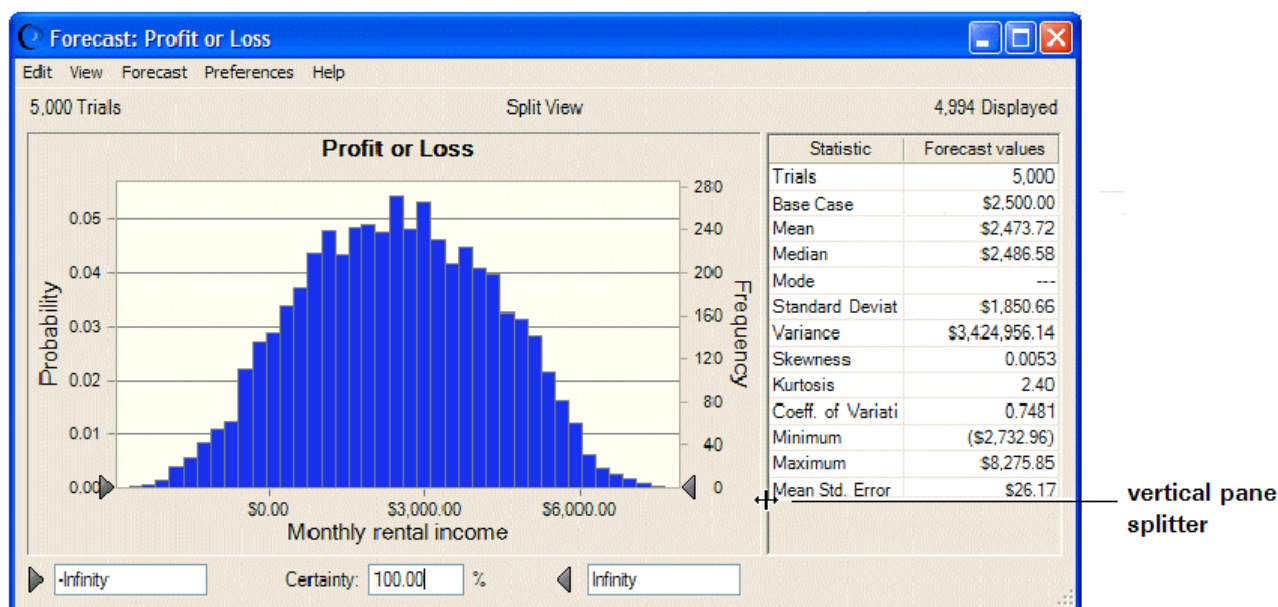 Forecast: Profit or Loss
Edit View Forecast Preferences Help
5,000 Trials Split View 4,994 Displayed
Profit or Loss
Probability
0.05
0.04
0.03
0.02
0.01
0.00
280
240
200
160
120
80
40
0
Frequency
$0.00 $3,000.00 $6,000.00
Monthly rental income
Statistic Forecast values
Trials 5,000
Base Case $2,500.00
Mean $2,473.72
Median $2,486.58
Mode ---
Standard Deviat $1,850.66
Variance $3,424,956.14
Skewness 0.0053
Kurtosis 2.40
Coeff. of Variati 0.7481
Minimum ($2,732.96)
Maximum $8,275.85
Mean Std. Error $26.17
vertical pane
splitter
-Infinity Certainty: 100.00 % Infinity